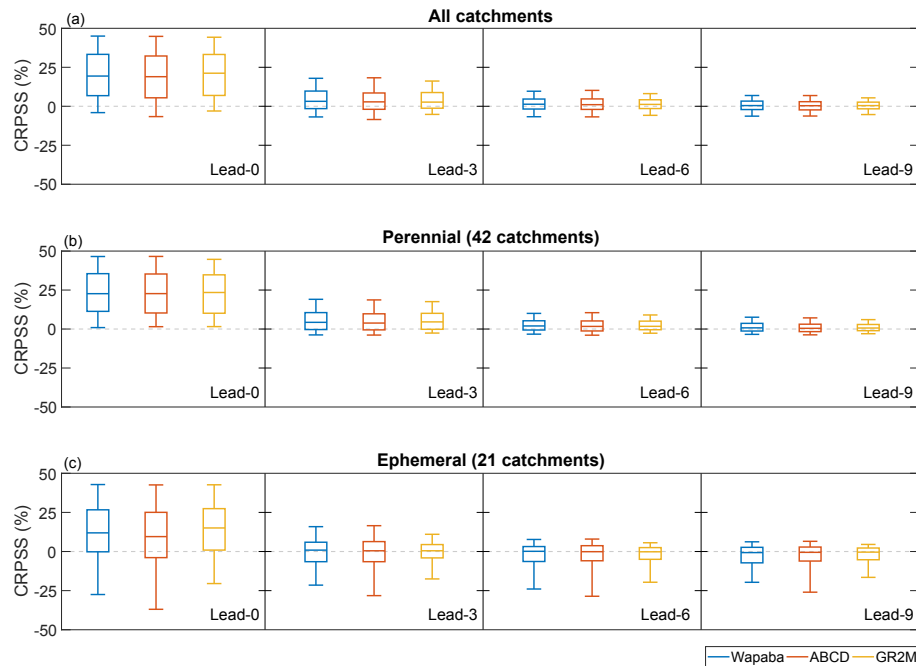 (a)
All catchments
50
25
0
-25
-50
CRPSS (%)
Lead-0
Lead-3
Lead-6
Lead-9
(b)
Perennial (42 catchments)
50
25
0
-25
-50
CRPSS (%)
Lead-0
Lead-3
Lead-6
Lead-9
(c)
Ephemeral (21 catchments)
50
25
0
-25
-50
CRPSS (%)
Lead-0
Lead-3
Lead-6
Lead-9
Wapaba ABCD GR2M